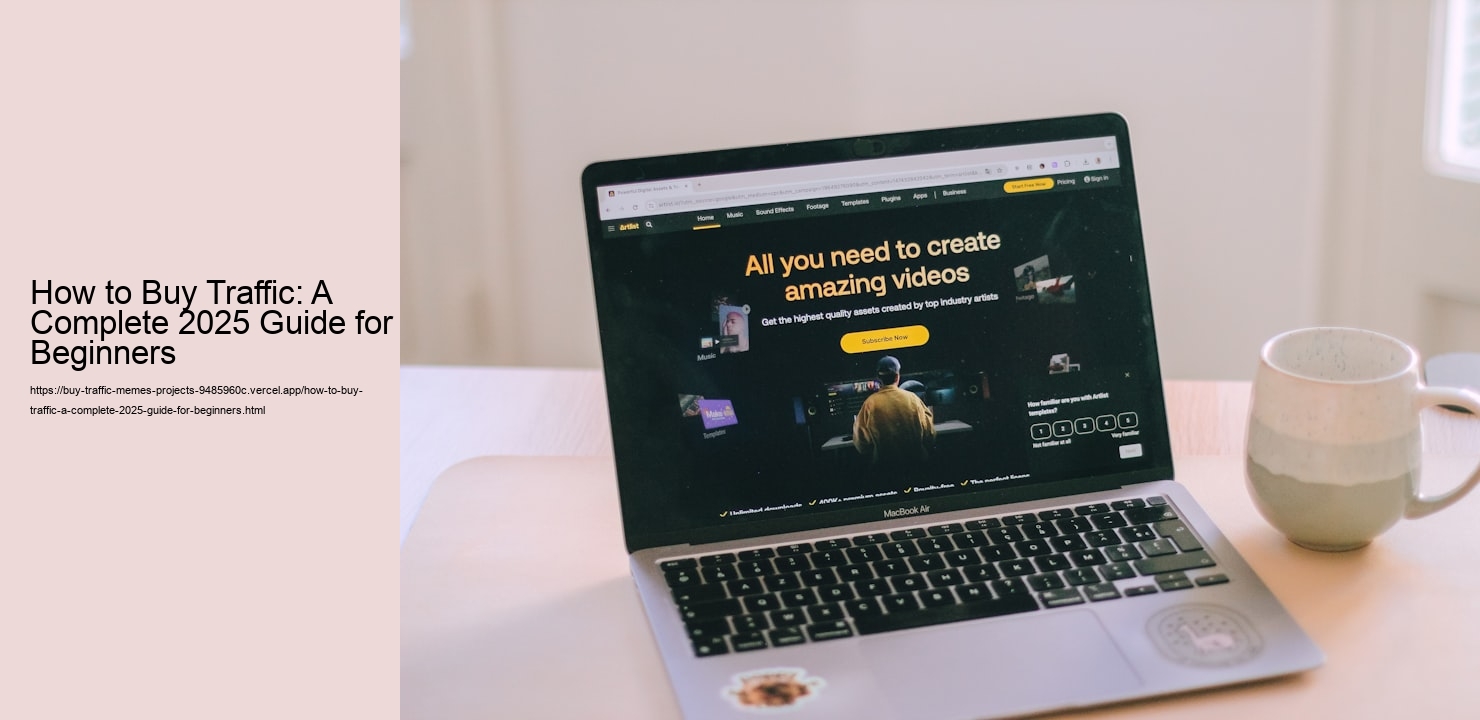 How to Buy Traffic: A
Complete 2025 Guide for
Beginners
https://buy-traffic-memes-projects-9485960c.vercel.app/how-to-buy-
traffic-a-complete-2025-guide-for-beginners.html
Powerful Digital Assets &
Artlist
Home Music Sound Effects Footage Templates Plugins Apps | Business
Start Free Now Pricing Sign in
All you need to create
amazing videos
Get the highest quality assets created by top industry artists
Subscribe Now
Music
Footage
Templates
How familiar are you with Artlist
templates?
1 2 3 4 5
Not familiar at all Very familiar
Unlimited downloads 400K+ premium assets Royalty-free The perfect license
MacBook Air